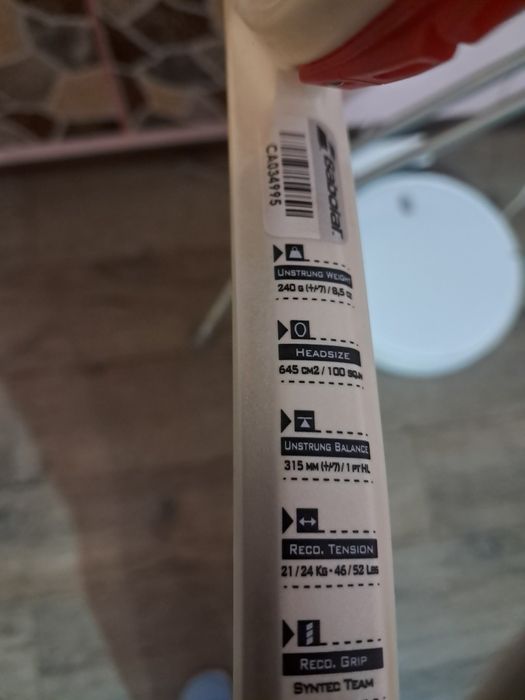 Babolat
CA034995
UNSTRUNG WEIGHT
240 G (+/-7) / 8,5 OZ
HEADSIZE
645 CM2 / 100 SQ.IN
UNSTRUNG BALANCE
315 MM (+/-7) / 1 PT HL
RECO. TENSION
21 / 24 KG - 46 / 52 LBS
RECO. GRIP
SYNTEC TEAM